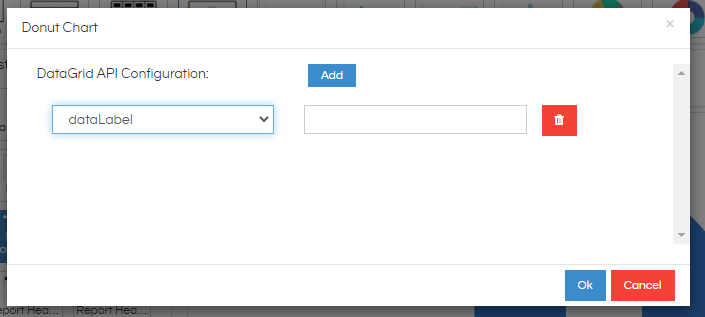 Donut Chart ×
DataGrid API Configuration: Add
dataLabel
Ok Cancel
Report Hea... Report Hea...